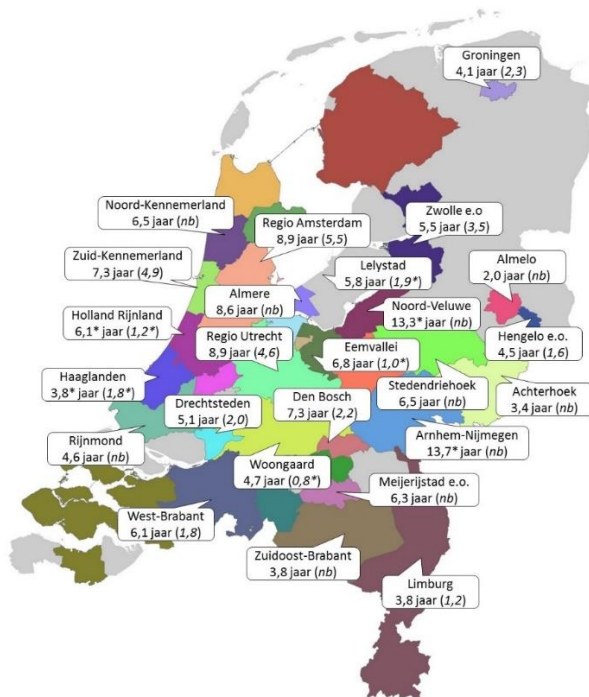 Groningen
4,1 jaar (2,3)
Noord-Kennemerland
6,5 jaar (nb)
Regio Amsterdam
8,9 jaar (5,5)
Zwolle e.o
5,5 jaar (3,5)
Zuid-Kennemerland
7,3 jaar (4,9)
Lelystad
5,8 jaar (1,9*)
Almelo
2,0 jaar (nb)
Almere
8,6 jaar (nb)
Noord-Veluwe
13,3* jaar (nb)
Holland Rijnland
6,1* jaar (1,2*)
Regio Utrecht
8,9 jaar (4,6)
Eemvallei
6,8 jaar (1,0*)
Hengelo e.o.
4,5 jaar (1,6)
Haaglanden
3,8* jaar (1,8*)
Drechtsteden
5,1 jaar (2,0)
Den Bosch
7,3 jaar (2,2)
Stedendriehoek
6,5 jaar (nb)
Achterhoek
3,4 jaar (nb)
Rijnmond
4,6 jaar (nb)
Woongaard
4,7 jaar (0,8*)
Arnhem-Nijmegen
13,7* jaar (nb)
Meijerijstad e.o.
6,3 jaar (nb)
West-Brabant
6,1 jaar (1,8)
Zuidoost-Brabant
3,8 jaar (nb)
Limburg
3,8 jaar (1,2)